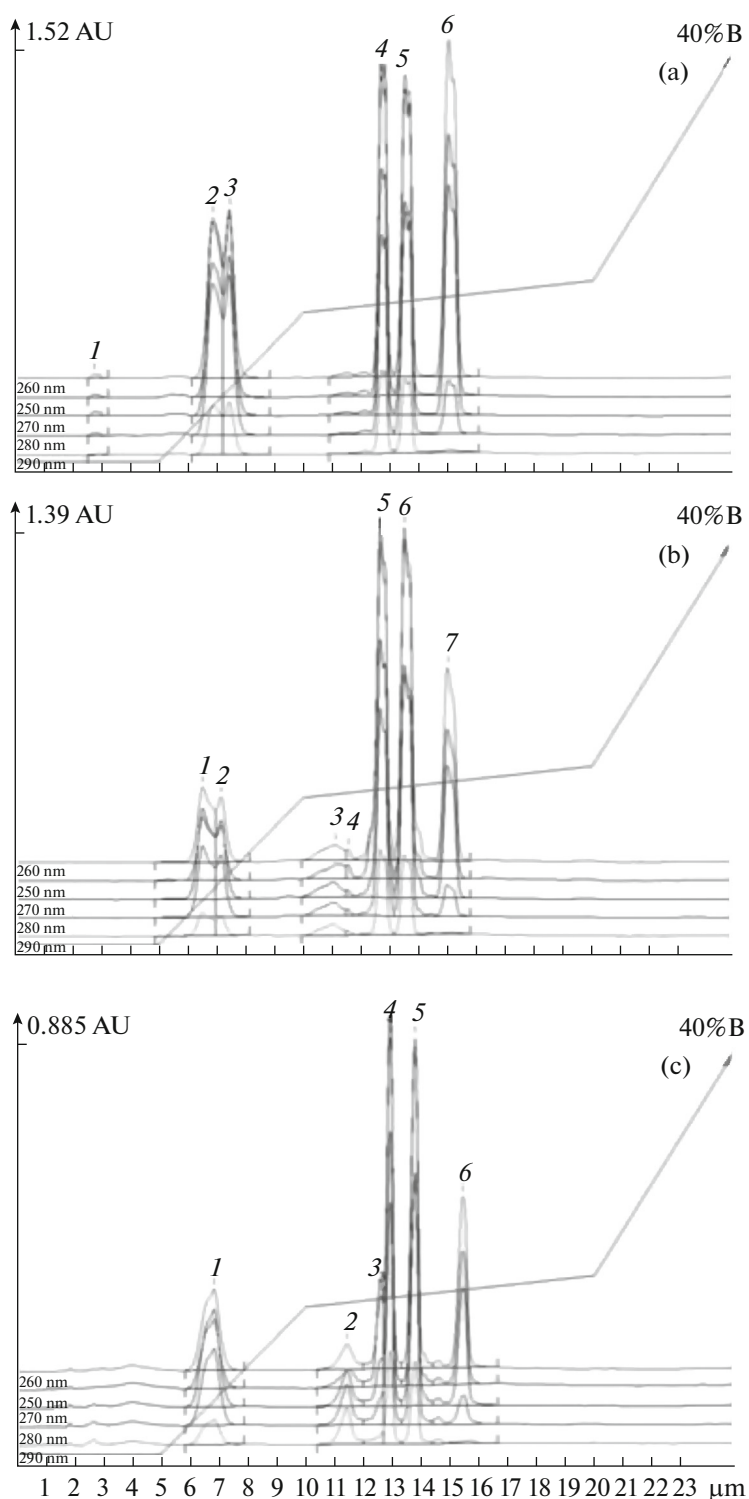 1.52 AU
6
40%B
4
5
(a)
2
3
1
260 nm
250 nm
270 nm
280 nm
290 nm
1.39 AU
5
6
40%B
(b)
7
1
2
3
4
260 nm
250 nm
270 nm
280 nm
290 nm
0.885 AU
4
5
40%B
(c)
6
1
3
2
260 nm
250 nm
270 nm
280 nm
290 nm
1 2 3 4 5 6 7 8 9 10 11 12 13 14 15 16 17 18 19 20 21 22 23 µm